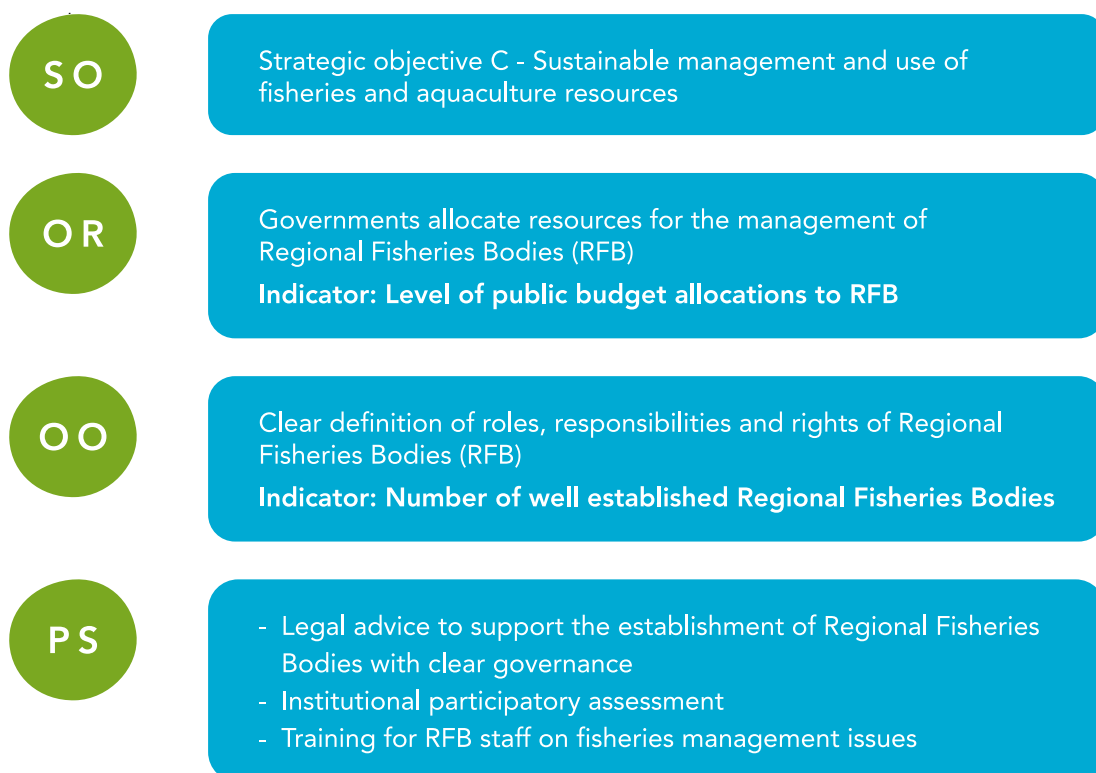 SO
Strategic objective C - Sustainable management and use of
fisheries and aquaculture resources
OR
Governments allocate resources for the management of
Regional Fisheries Bodies (RFB)
Indicator: Level of public budget allocations to RFB
OO
Clear definition of roles, responsibilities and rights of Regional
Fisheries Bodies (RFB)
Indicator: Number of well established Regional Fisheries Bodies
PS
- Legal advice to support the establishment of Regional Fisheries
Bodies with clear governance
- Institutional participatory assessment
- Training for RFB staff on fisheries management issues